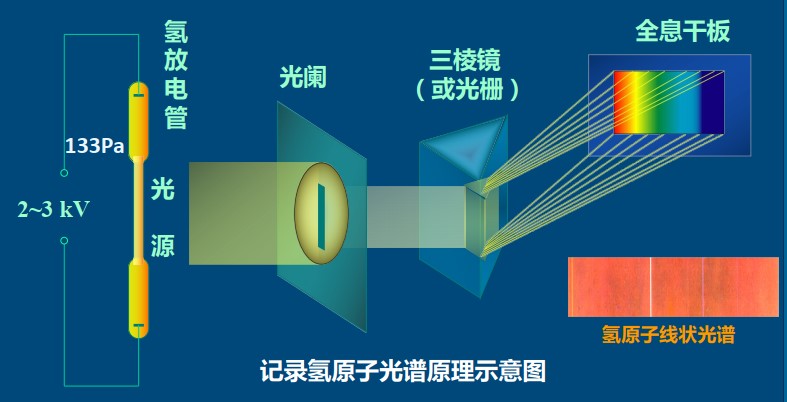 氢放电管
133Pa
2~3 kV
光源
光阑
三棱镜
（或光栅）
全息干板
氢原子线状光谱
记录氢原子光谱原理示意图